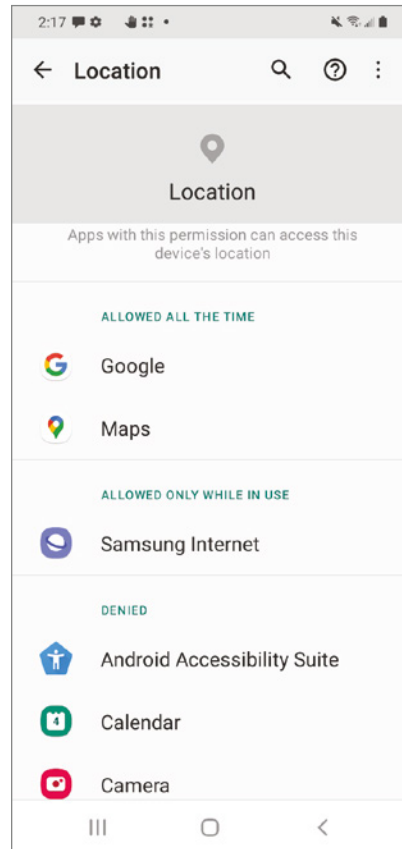 2:17
Location
Location
Apps with this permission can access this
device's location
ALLOWED ALL THE TIME
Google
Maps
ALLOWED ONLY WHILE IN USE
Samsung Internet
DENIED
Android Accessibility Suite
4
Calendar
Camera